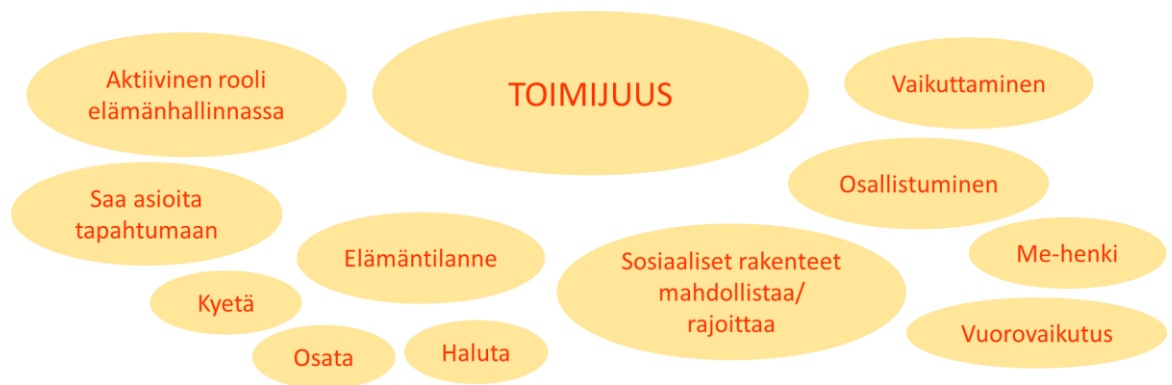 TOIMIJUUS
Aktiivinen rooli
elämänhallinnassa
Saa asioita
tapahtumaan
Kyetä
Osata
Haluta
Elämäntilanne
Sosiaaliset rakenteet
mahdollistaa/
rajoittaa
Vaikuttaminen
Osallistuminen
Me-henki
Vuorovaikutus